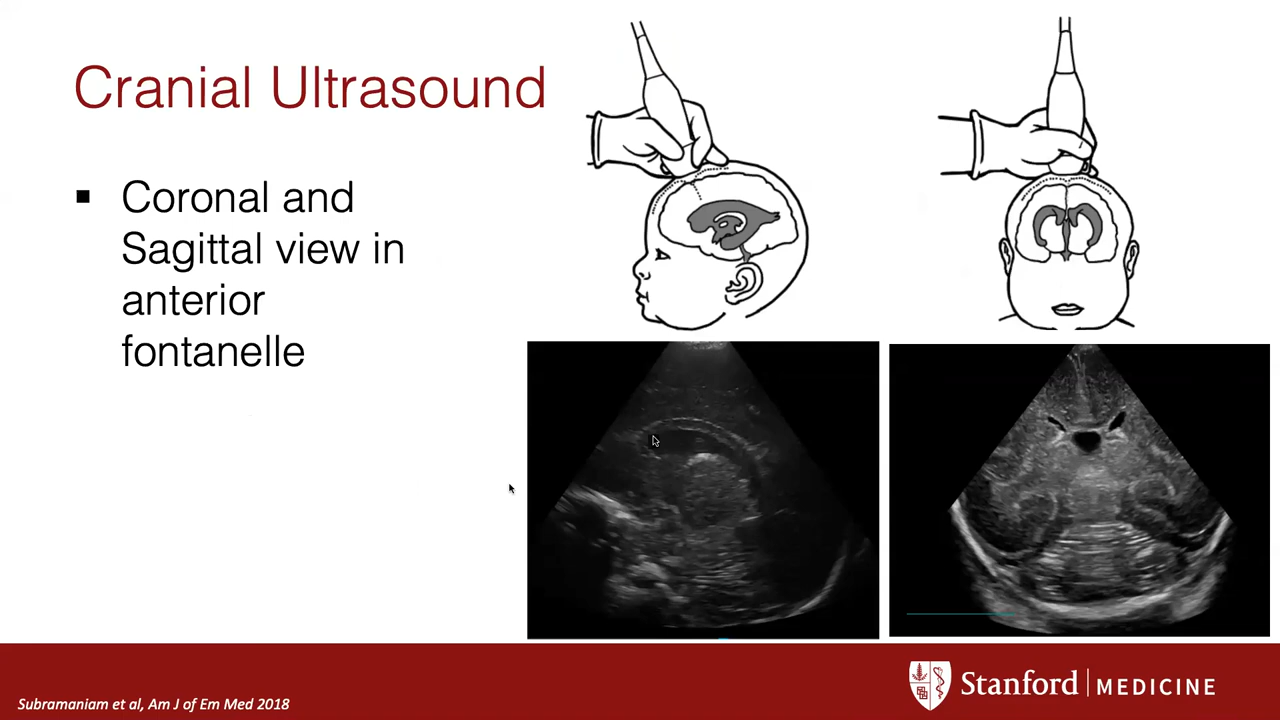 Cranial Ultrasound
▪ Coronal and
Sagittal view in
anterior
fontanelle
Subramaniam et al, Am J of Em Med 2018
Stanford MEDICINE